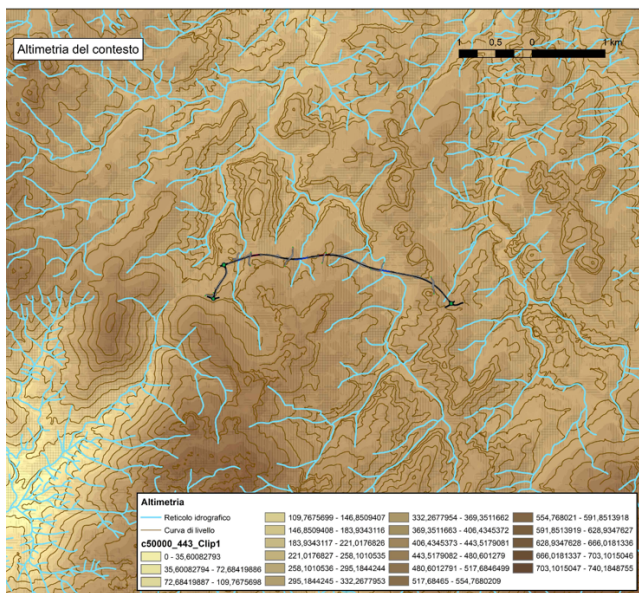 Altimetria del contesto
1 0.5 0 1 km
Altimetria
Reticolo idrografico
Curva di livello
c50000_443_Clip1
0 - 35,60082793
35,60082794 - 72,68419886
72,68419887 - 109,7675698
109,7675699 - 146,8509407
146,8509408 - 183,9343116
183,9343117 - 221,0176826
221,0176827 - 258,1010535
258,1010536 - 295,1844244
295,1844245 - 332,2677953
332,2677954 - 369,3511662
369,3511663 - 406,4345372
406,4345373 - 443,5179081
443,5179082 - 480,601279
480,6012791 - 517,6846499
517,68465 - 554,7680209
554,768021 - 591,8513918
591,8513919 - 628,9347627
628,9347628 - 666,0181336
666,0181337 - 703,1015046
703,1015047 - 740,1848755